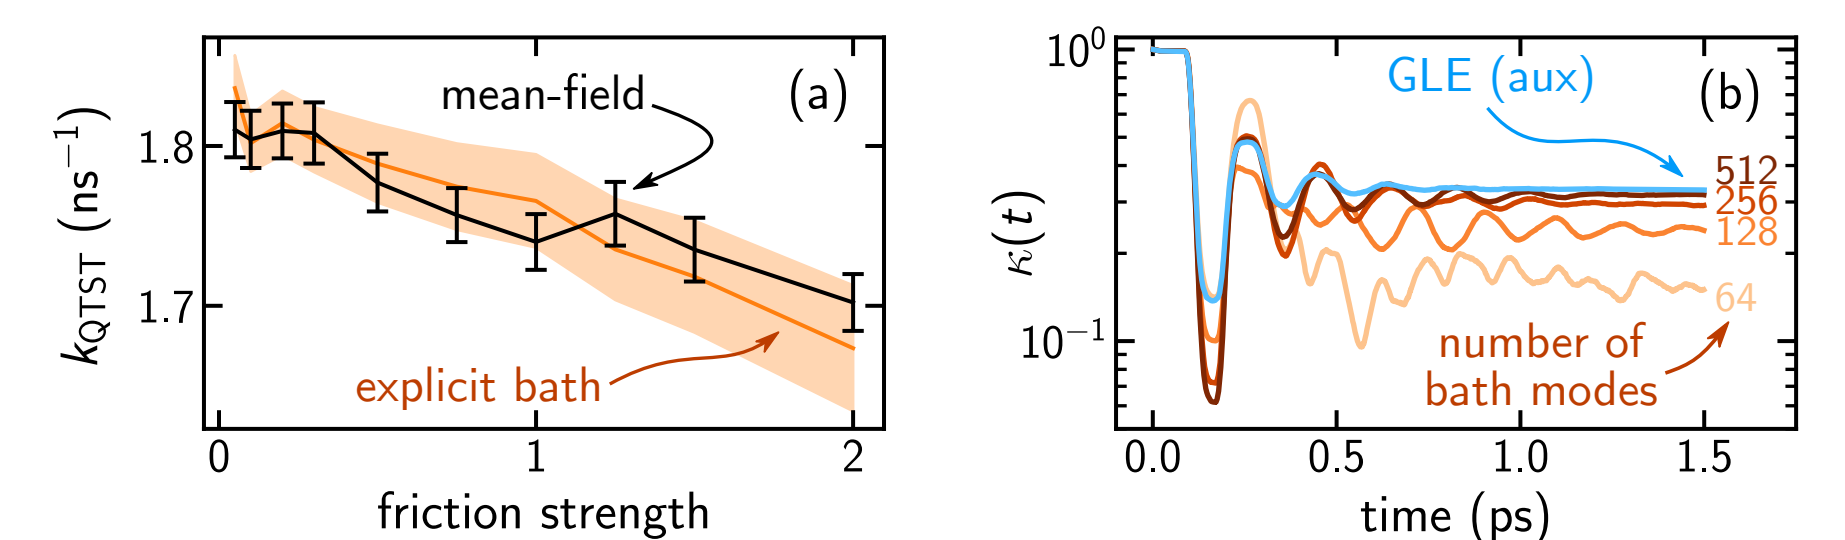 (a)
mean-field
explicit bath
1.8
1.7
k_QTST (ns⁻¹)
0 1 2
friction strength
(b)
GLE (aux)
512
256
128
64
number of
bath modes
10⁰
10⁻¹
κ(t)
0.0 0.5 1.0 1.5
time (ps)